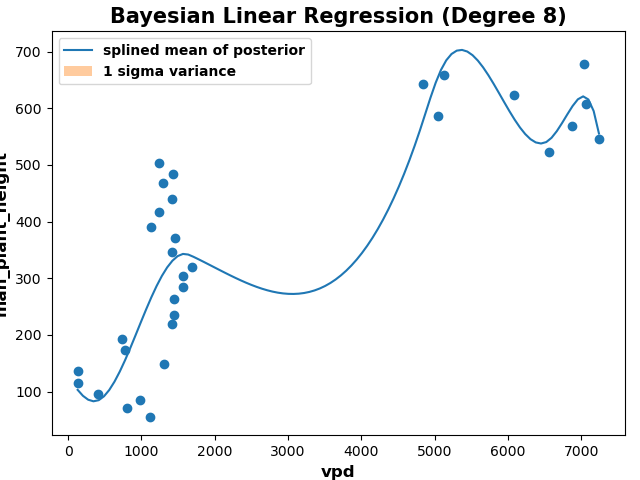 Bayesian Linear Regression (Degree 8)
splined mean of posterior
1 sigma variance
700
600
500
400
300
200
100
0 1000 2000 3000 4000 5000 6000 7000
vpd